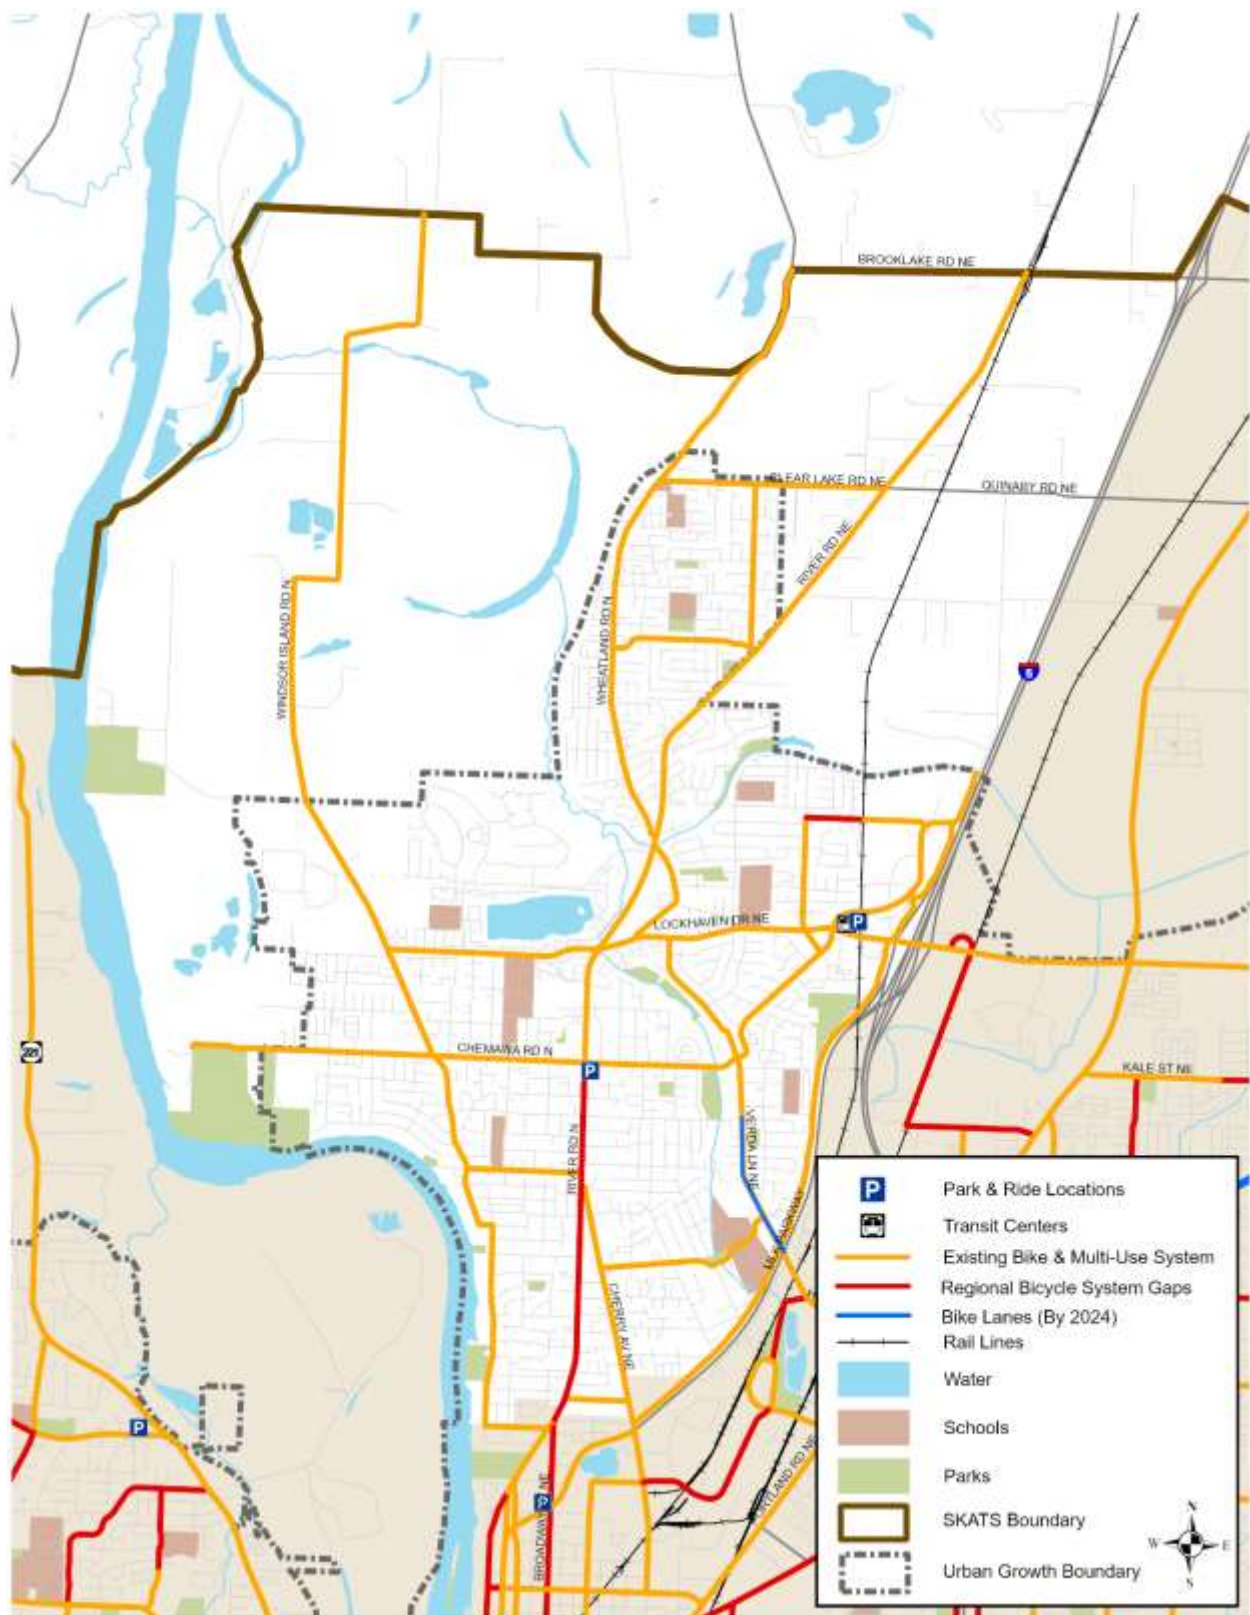 BROOKLAKE RD NE
CLEAR LAKE RD NE
QUINABY RD NE
RIVER RD NE
WINDSOR ISLAND RD N
WHEATLAND RD N
5
LOCKHAVEN DR NE
P
221
CHEMAWA RD N
P
KALE ST NE
VERDA LN NE
RIVER RD N
PARKWAY
CHERRY AV NE
P
RD NE
BROADWAY NE
P Park & Ride Locations
Transit Centers
Existing Bike & Multi-Use System
Regional Bicycle System Gaps
Bike Lanes (By 2024)
Rail Lines
Water
Schools
Parks
SKATS Boundary
Urban Growth Boundary
N
W E
S